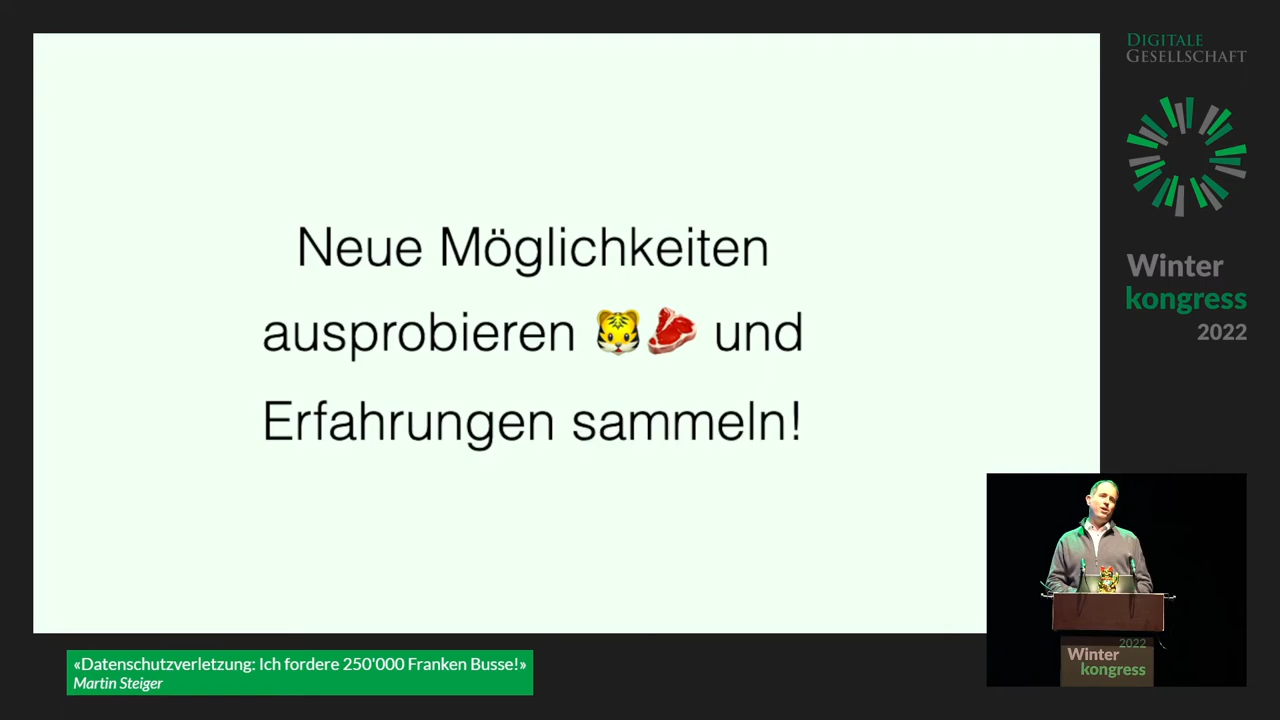 Neue Möglichkeiten
ausprobieren 🐯🥩 und
Erfahrungen sammeln!
DIGITALE
GESELLSCHAFT
Winter
kongress
2022
2022
Winter
kongress
«Datenschutzverletzung: Ich fordere 250'000 Franken Busse!»
Martin Steiger